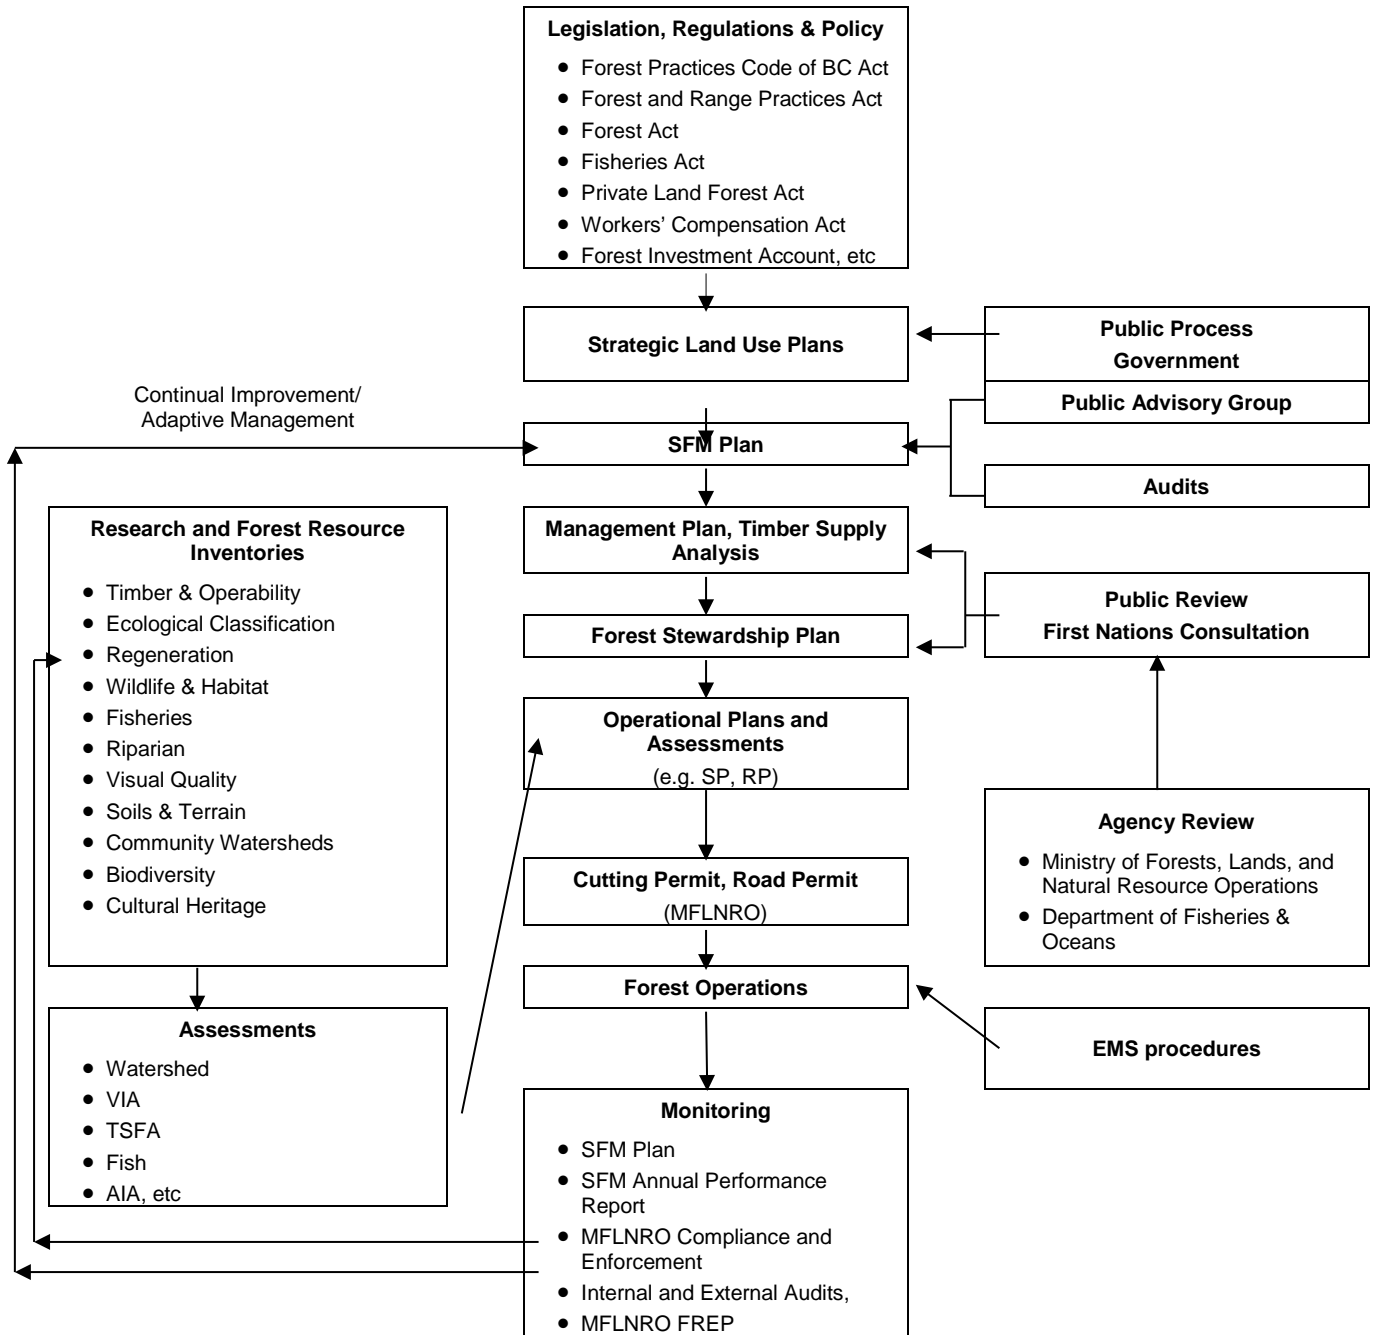 Legislation, Regulations & Policy
• Forest Practices Code of BC Act
• Forest and Range Practices Act
• Forest Act
• Fisheries Act
• Private Land Forest Act
• Workers’ Compensation Act
• Forest Investment Account, etc
Strategic Land Use Plans
Public Process
Government
Public Advisory Group
Continual Improvement/
Adaptive Management
SFM Plan
Audits
Research and Forest Resource
Inventories
• Timber & Operability
• Ecological Classification
• Regeneration
• Wildlife & Habitat
• Fisheries
• Riparian
• Visual Quality
• Soils & Terrain
• Community Watersheds
• Biodiversity
• Cultural Heritage
Management Plan, Timber Supply
Analysis
Public Review
First Nations Consultation
Forest Stewardship Plan
Operational Plans and
Assessments
(e.g. SP, RP)
Agency Review
• Ministry of Forests, Lands, and
Natural Resource Operations
• Department of Fisheries &
Oceans
Cutting Permit, Road Permit
(MFLNRO)
Forest Operations
EMS procedures
Assessments
• Watershed
• VIA
• TSFA
• Fish
• AIA, etc
Monitoring
• SFM Plan
• SFM Annual Performance
Report
• MFLNRO Compliance and
Enforcement
• Internal and External Audits,
• MFLNRO FREP